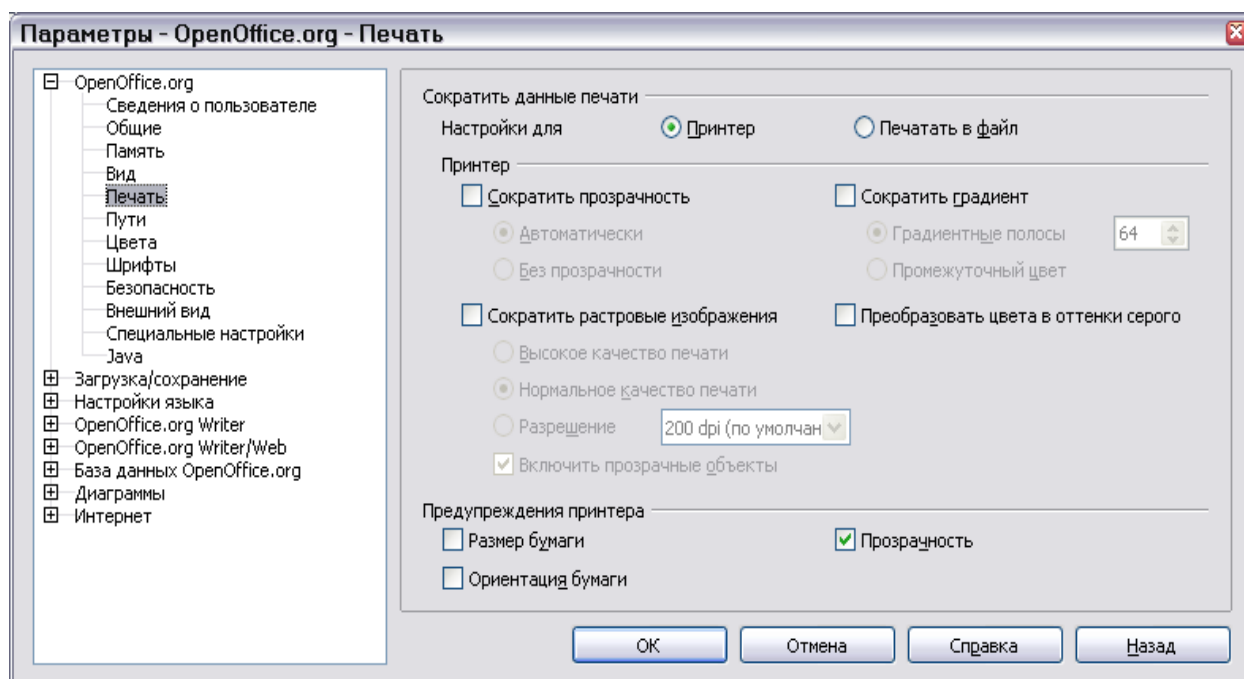 Параметры - OpenOffice.org - Печать
OpenOffice.org
Сведения о пользователе
Общие
Память
Вид
Печать
Пути
Цвета
Шрифты
Безопасность
Внешний вид
Специальные настройки
Java
Загрузка/сохранение
Настройки языка
OpenOffice.org Writer
OpenOffice.org Writer/Web
База данных OpenOffice.org
Диаграммы
Интернет
Сократить данные печати
Настройки для Принтер Печатать в файл
Принтер
Сократить прозрачность Сократить градиент
Автоматически Градиентные полосы 64
Без прозрачности Промежуточный цвет
Сократить растровые изображения Преобразовать цвета в оттенки серого
Высокое качество печати
Нормальное качество печати
Разрешение 200 dpi (по умолчан
Включить прозрачные объекты
Предупреждения принтера
Размер бумаги Прозрачность
Ориентация бумаги
ОК Отмена Справка Назад